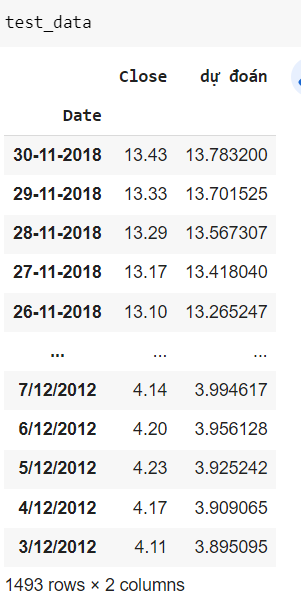 test_data
Close dự đoán
Date
30-11-2018 13.43 13.783200
29-11-2018 13.33 13.701525
28-11-2018 13.29 13.567307
27-11-2018 13.17 13.418040
26-11-2018 13.10 13.265247
... ... ...
7/12/2012 4.14 3.994617
6/12/2012 4.20 3.956128
5/12/2012 4.23 3.925242
4/12/2012 4.17 3.909065
3/12/2012 4.11 3.895095
1493 rows × 2 columns